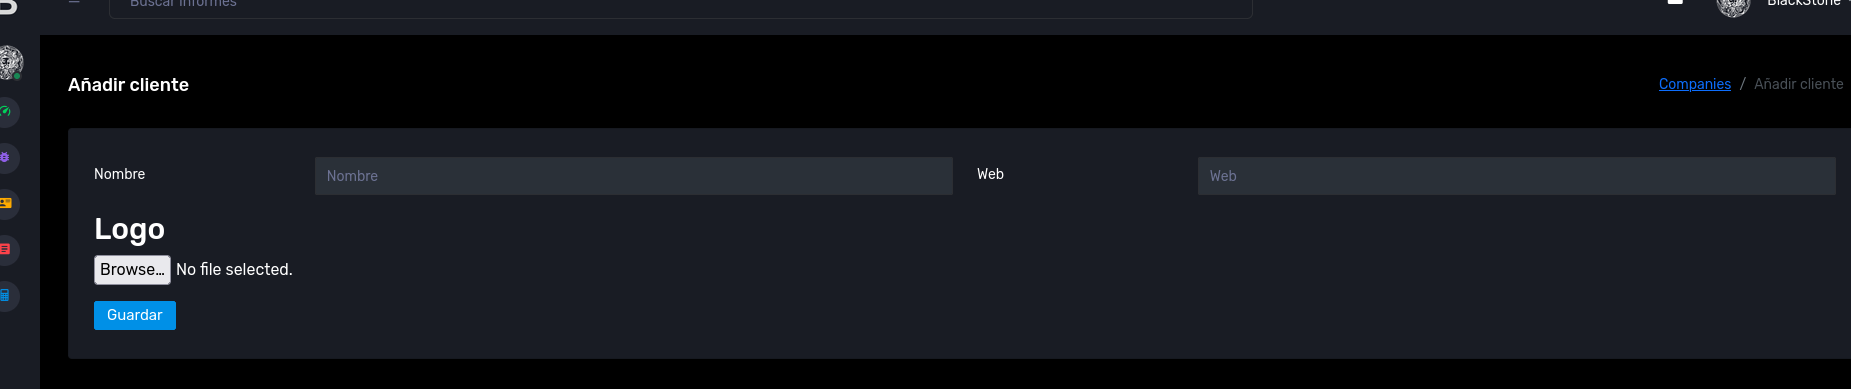 B
Buscar informes
BlackStone
Añadir cliente
Companies / Añadir cliente
Nombre
Nombre
Web
Web
Logo
Browse… No file selected.
Guardar